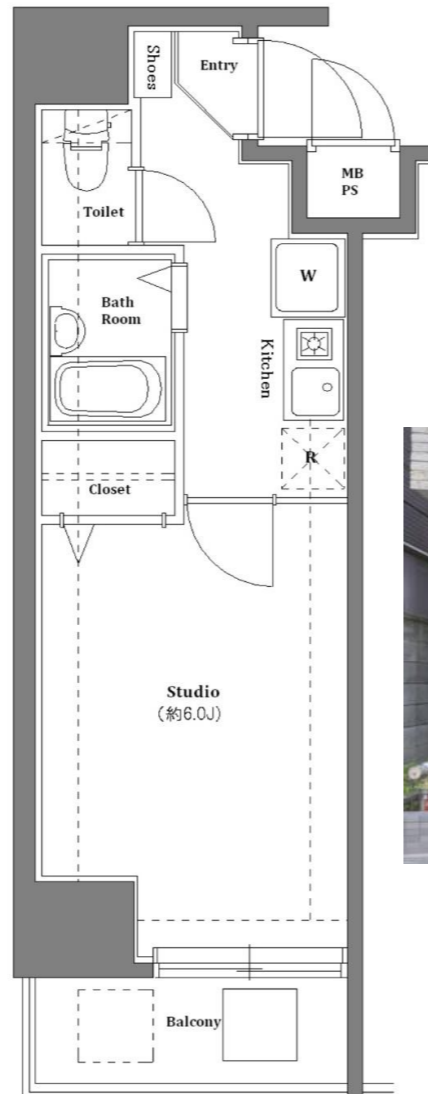 Shoes
Entry
MB
PS
Toilet
W
Bath
Room
Kitchen
R
Closet
Studio
(約6.0J)
Balcony